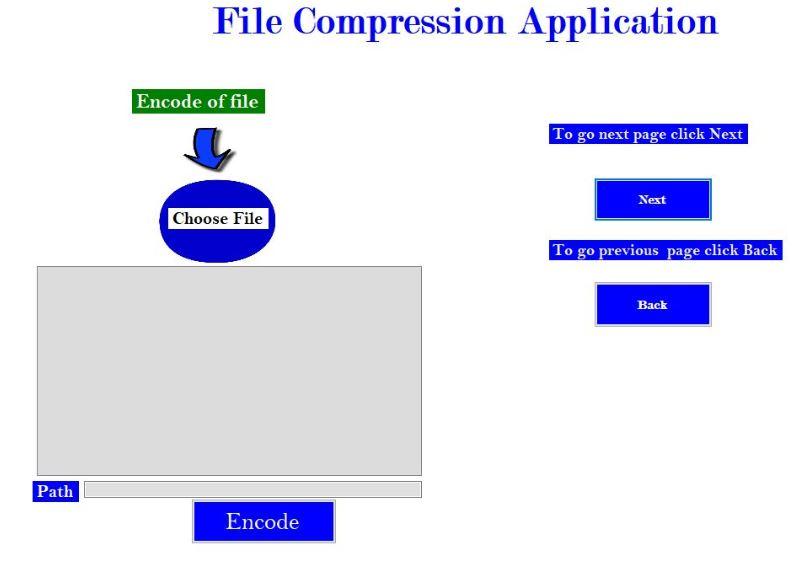 File Compression Application
Encode of file
To go next page click Next
Next
Choose File
To go previous page click Back
Back
Path
Encode